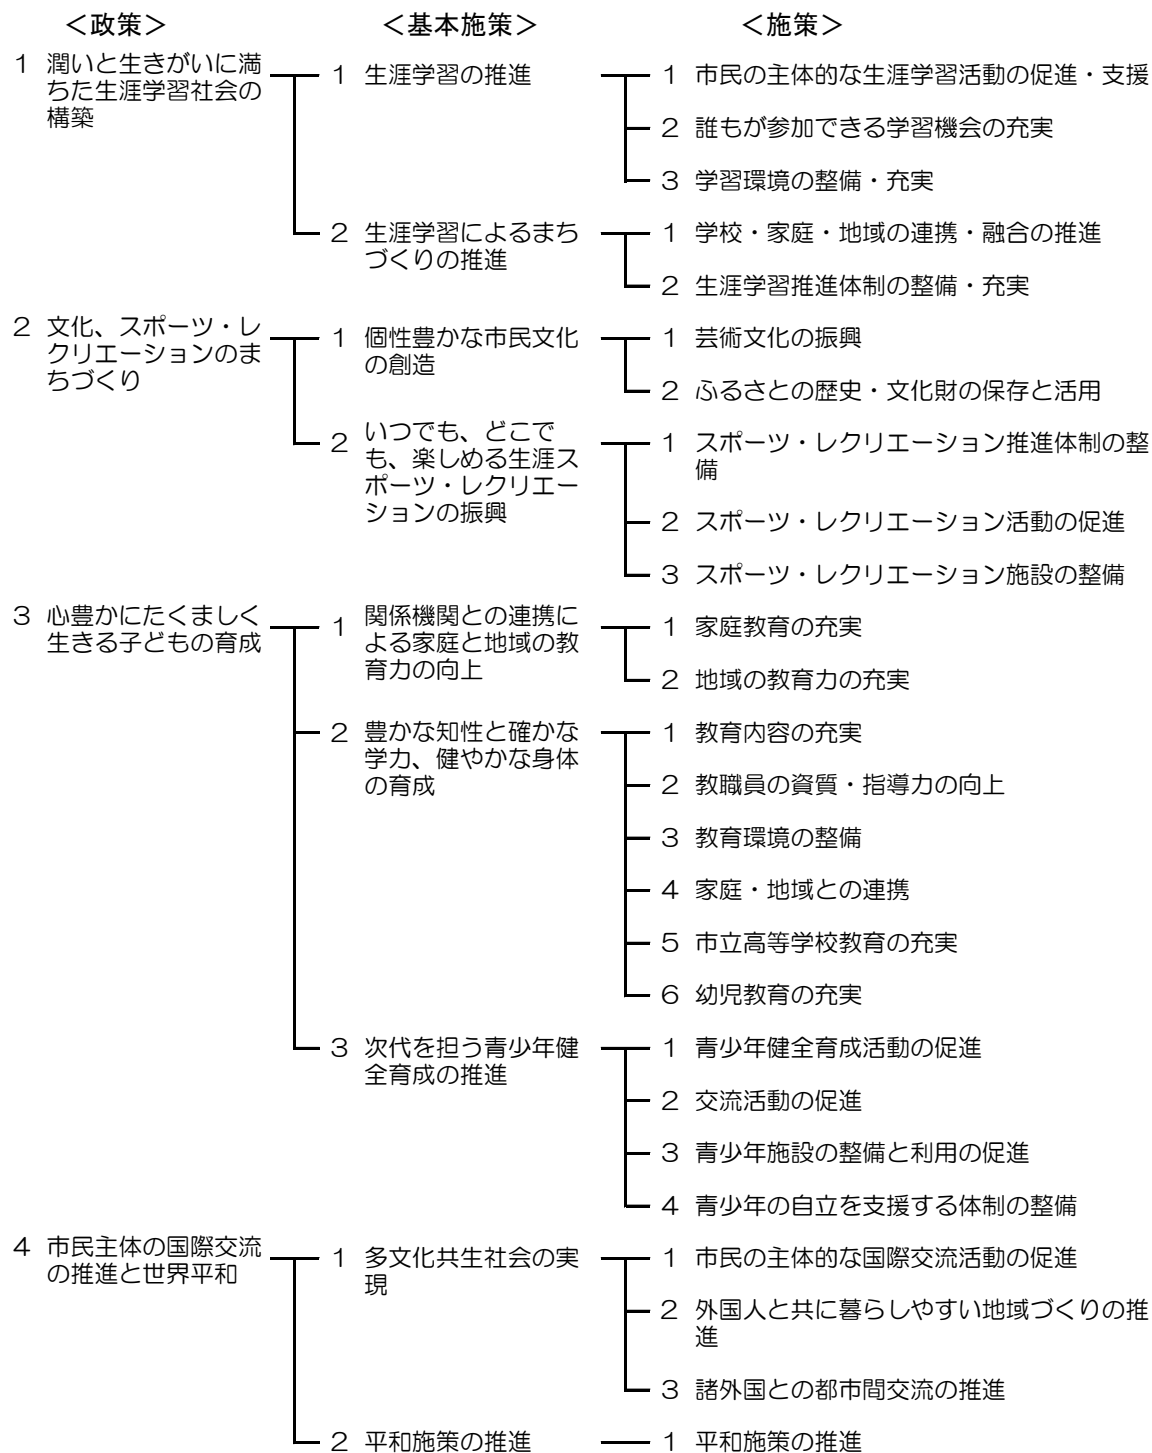 ＜政策＞ ＜基本施策＞ ＜施策＞
１ 潤いと生きがいに満
ちた生涯学習社会の
構築
１ 生涯学習の推進
１ 市民の主体的な生涯学習活動の促進・支援
２ 誰もが参加できる学習機会の充実
３ 学習環境の整備・充実
２ 生涯学習によるまち
づくりの推進
１ 学校・家庭・地域の連携・融合の推進
２ 生涯学習推進体制の整備・充実
２ 文化、スポーツ・レ
クリエーションのま
ちづくり
１ 個性豊かな市民文化
の創造
１ 芸術文化の振興
２ ふるさとの歴史・文化財の保存と活用
２ いつでも、どこで
も、楽しめる生涯ス
ポーツ・レクリエー
ションの振興
１ スポーツ・レクリエーション推進体制の整
備
２ スポーツ・レクリエーション活動の促進
３ スポーツ・レクリエーション施設の整備
３ 心豊かにたくましく
生きる子どもの育成
１ 関係機関との連携に
よる家庭と地域の教
育力の向上
１ 家庭教育の充実
２ 地域の教育力の充実
２ 豊かな知性と確かな
学力、健やかな身体
の育成
１ 教育内容の充実
２ 教職員の資質・指導力の向上
３ 教育環境の整備
４ 家庭・地域との連携
５ 市立高等学校教育の充実
６ 幼児教育の充実
３ 次代を担う青少年健
全育成の推進
１ 青少年健全育成活動の促進
２ 交流活動の促進
３ 青少年施設の整備と利用の促進
４ 青少年の自立を支援する体制の整備
４ 市民主体の国際交流
の推進と世界平和
１ 多文化共生社会の実
現
１ 市民の主体的な国際交流活動の促進
２ 外国人と共に暮らしやすい地域づくりの推
進
３ 諸外国との都市間交流の推進
２ 平和施策の推進
１ 平和施策の推進